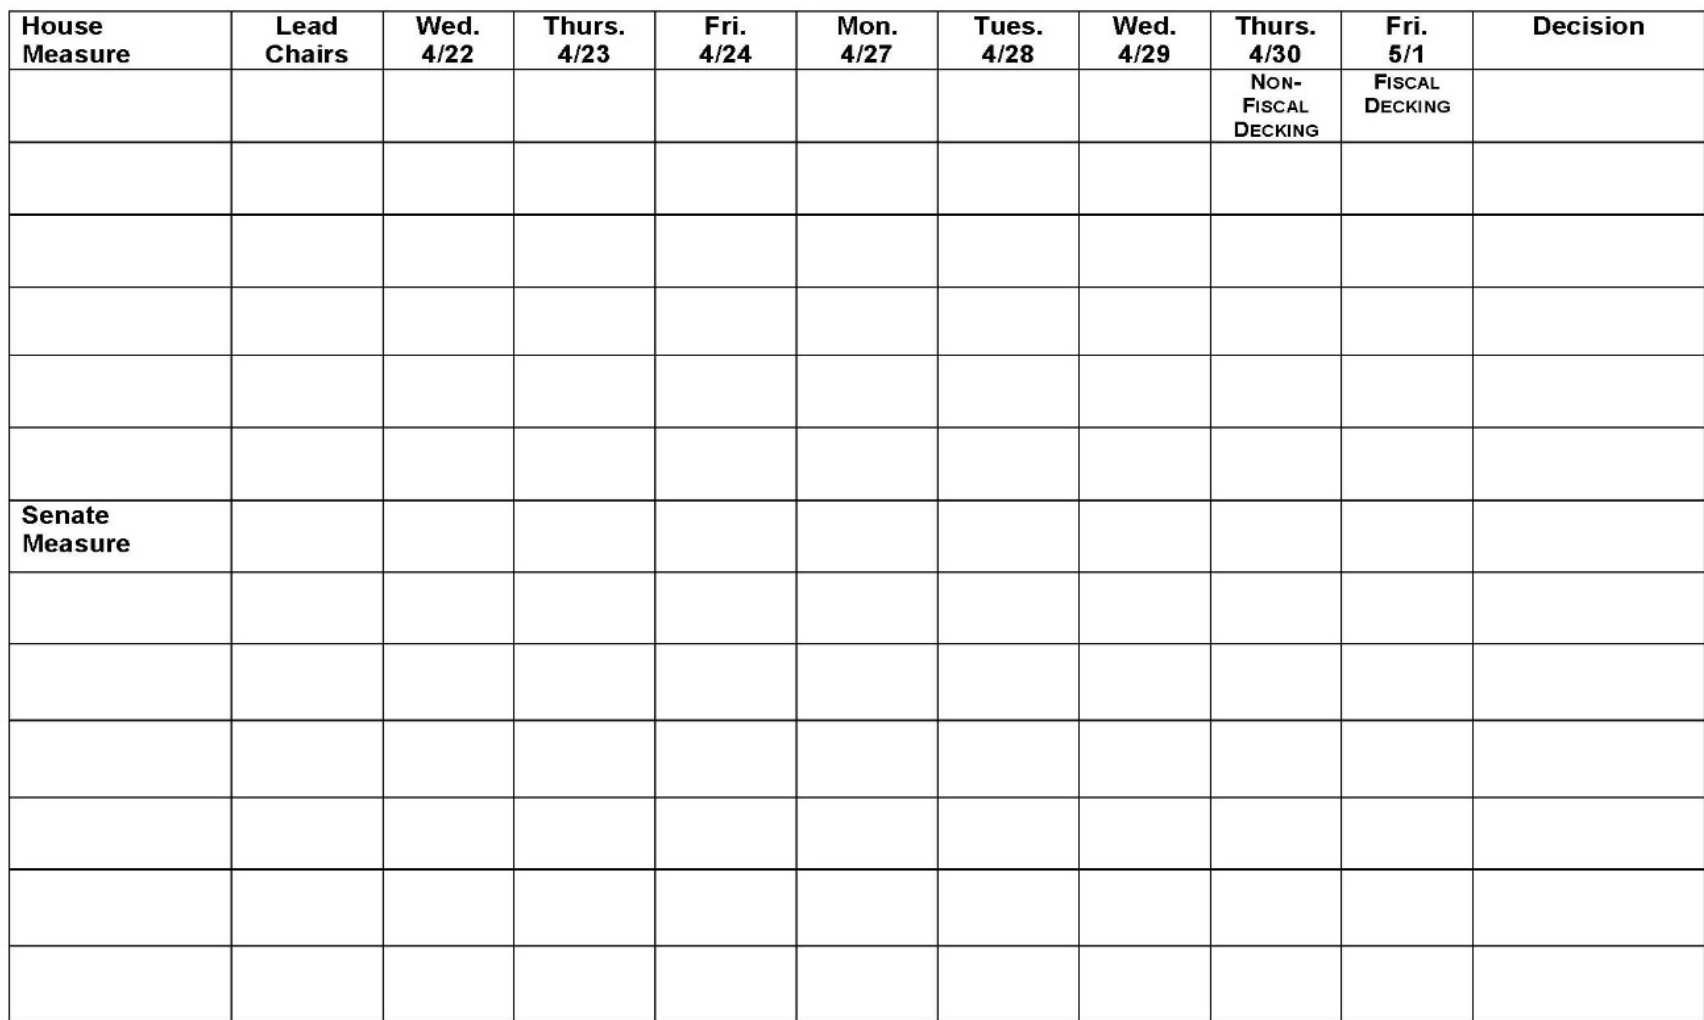 House Measure Lead Chairs Wed. 4/22 Thurs. 4/23 Fri. 4/24 Mon. 4/27 Tues. 4/28 Wed. 4/29 Thurs. 4/30 Fri. 5/1 Decision
NON-FISCAL DECKING FISCAL DECKING
Senate Measure